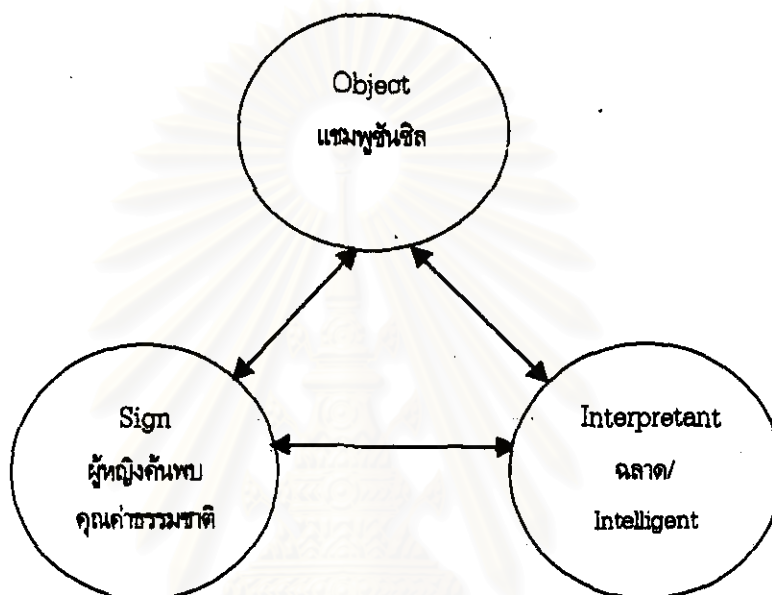 Object
แชมพูซันซิล
Sign
ผู้หญิงค้นพบ
คุณค่าธรรมชาติ
Interpretant
ฉลาด/
Intelligent